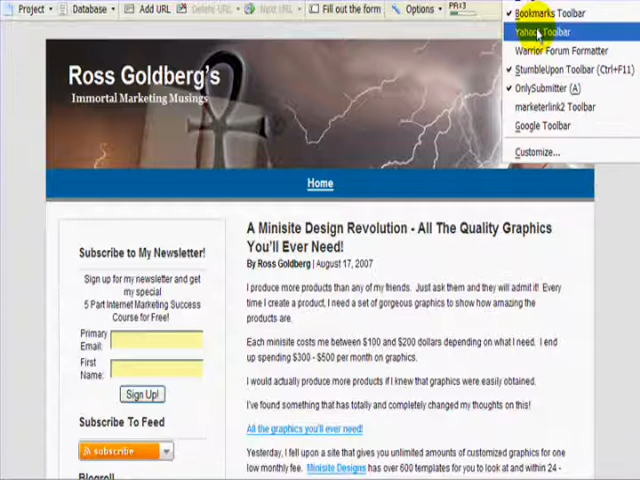 Project
Database
Add URL
Delete URL
Next URL
Fill out the form
Options
PR:3
Bookmarks Toolbar
Yahoo! Toolbar
Warrior Forum Formatter
StumbleUpon Toolbar (Ctrl+F11)
OnlySubmitter (A)
marketerlink2 Toolbar
Google Toolbar
Customize...
Ross Goldberg's
Immortal Marketing Musings
Home
Subscribe to My Newsletter!
Sign up for my newsletter and get
my special
5 Part Internet Marketing Success
Course for Free!
Primary
Email:
First
Name:
Sign Up!
Subscribe To Feed
subscribe
Blogroll
A Minisite Design Revolution - All The Quality Graphics
You'll Ever Need!
By Ross Goldberg | August 17, 2007
I produce more products than any of my friends. Just ask them and they will admit it! Every
time I create a product, I need a set of gorgeous graphics to show how amazing the
products are.
Each minisite costs me between $100 and $200 dollars depending on what I need. I end
up spending $300 - $500 per month on graphics.
I would actually produce more products if I knew that graphics were easily obtained.
I've found something that has totally and completely changed my thoughts on this!
All the graphics you'll ever need!
Yesterday, I fell upon a site that gives you unlimited amounts of customized graphics for one
low monthly fee. Minisite Designs has over 600 templates for you to look at and within 24 -